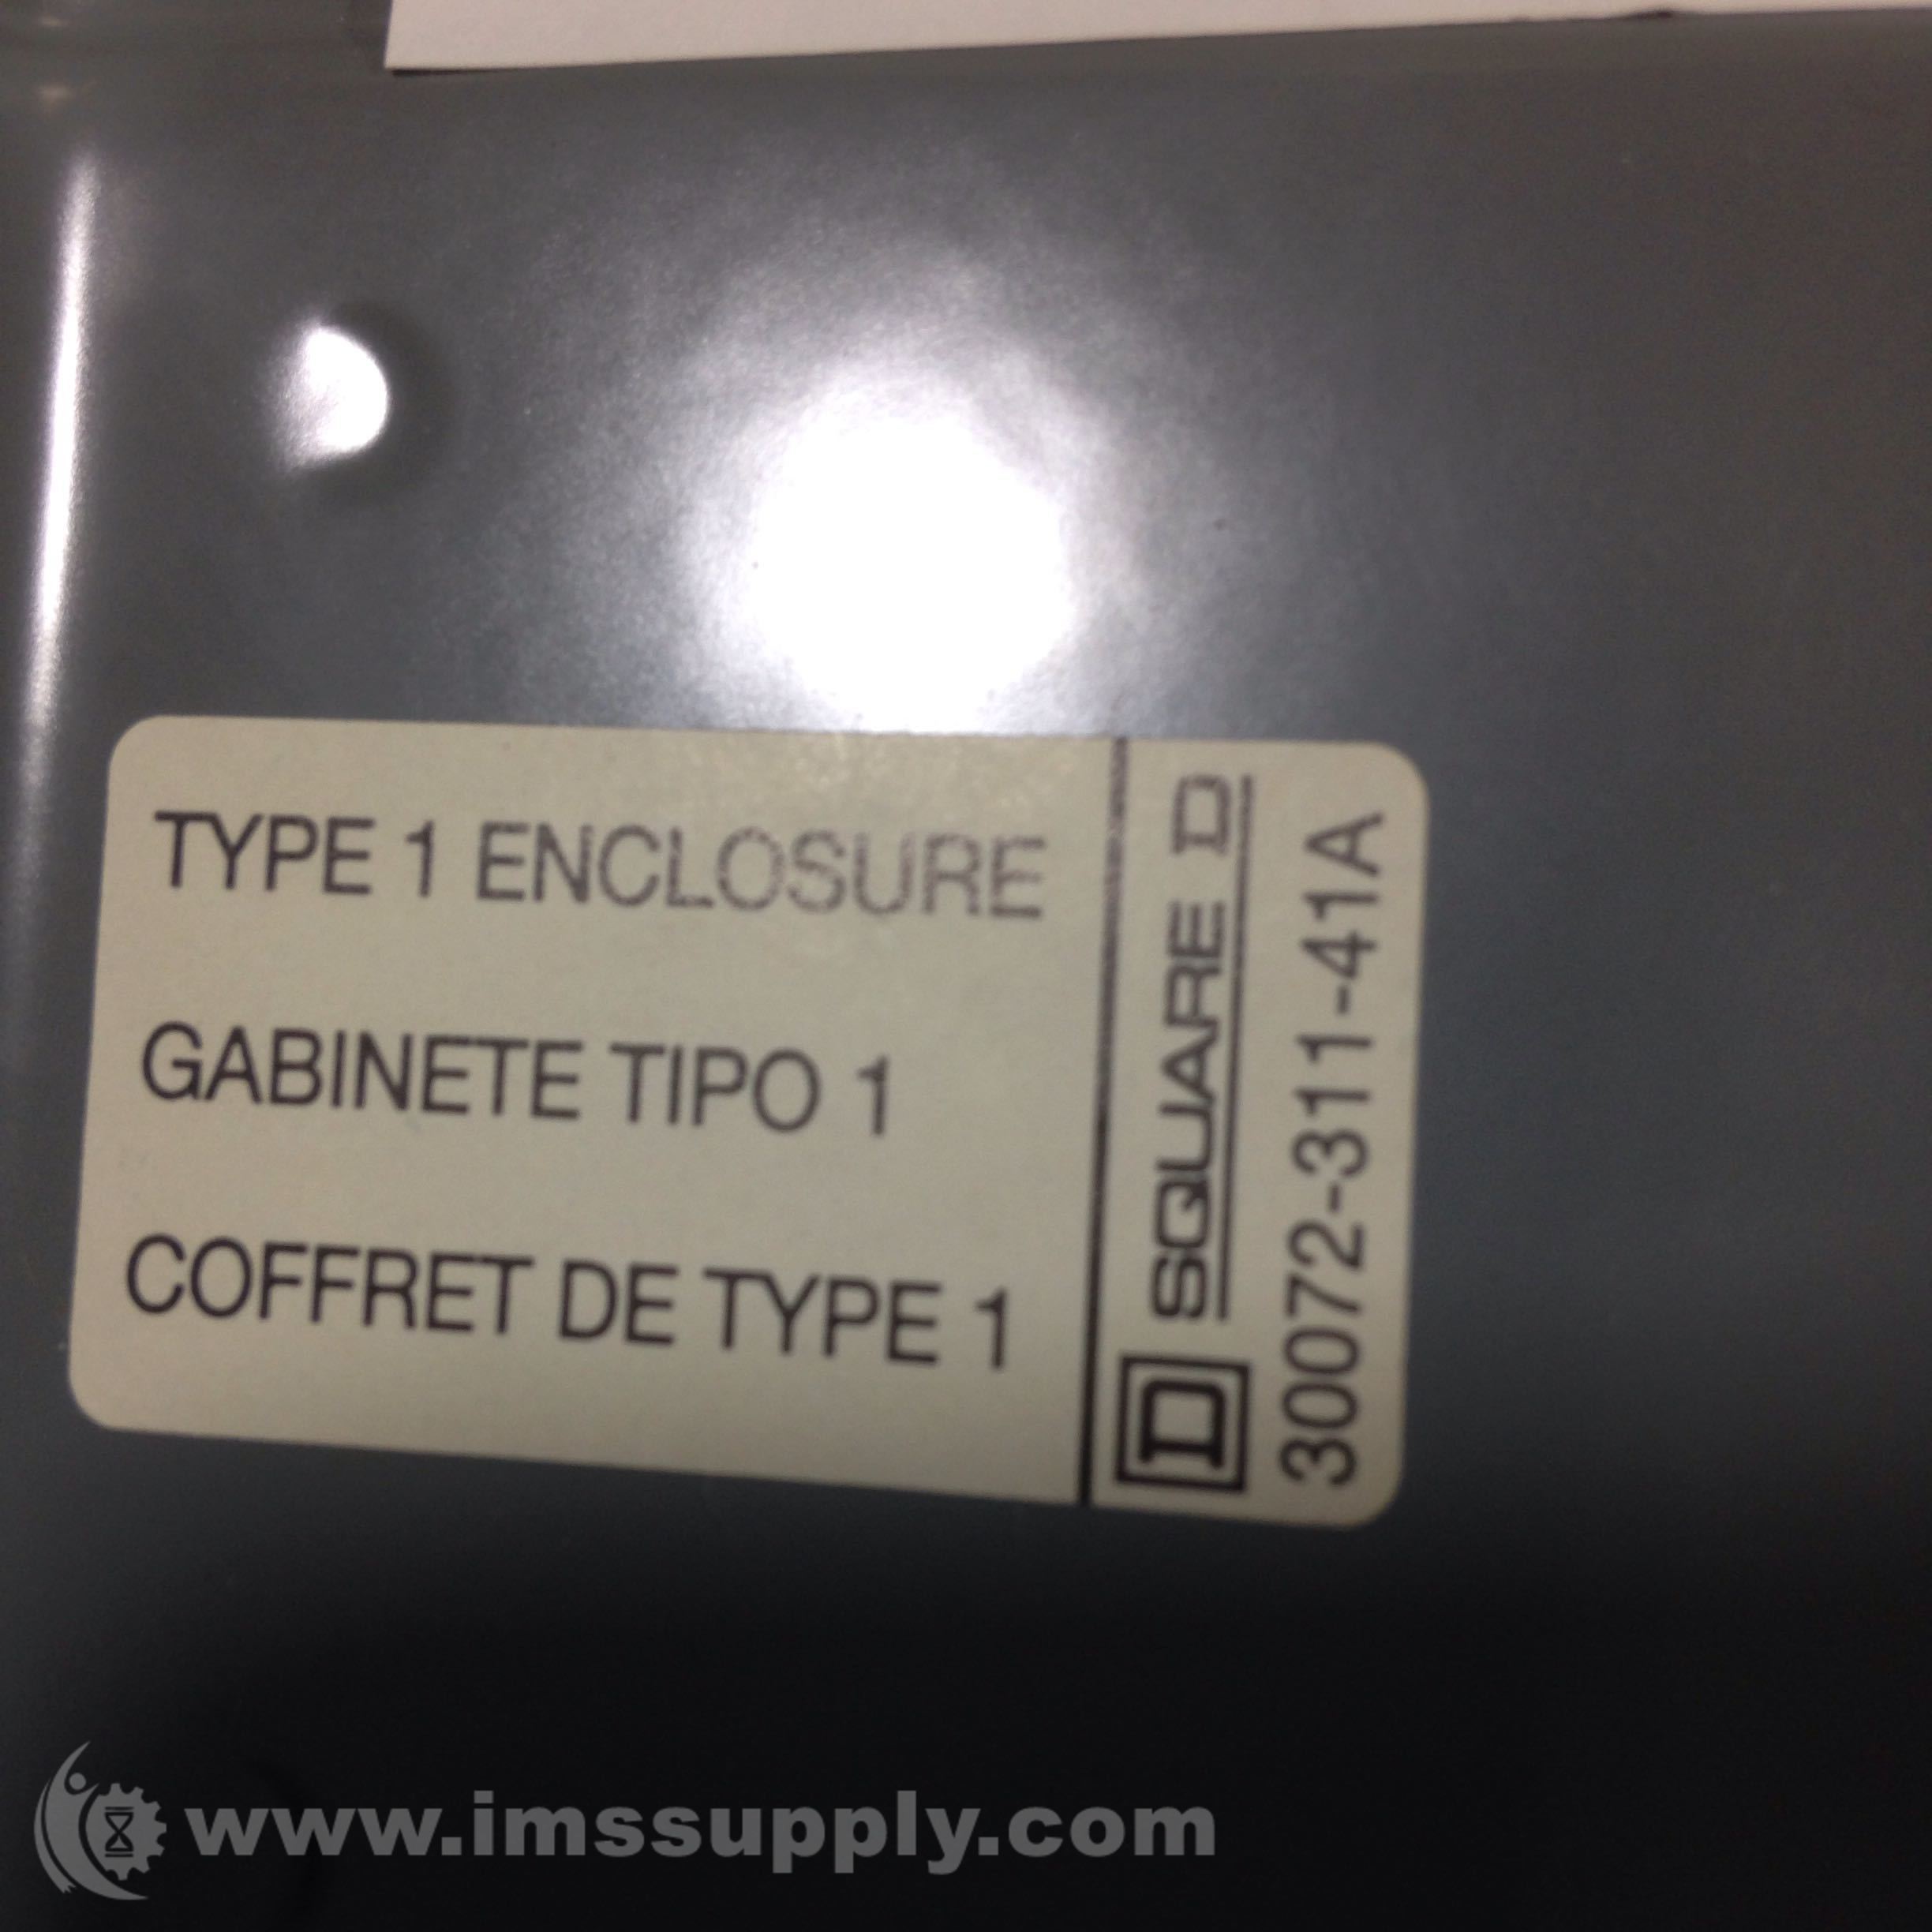 TYPE 1 ENCLOSURE
GABINETE TIPO 1
COFFRET DE TYPE 1
D SQUARE D
30072-311-41A
www.imssupply.com